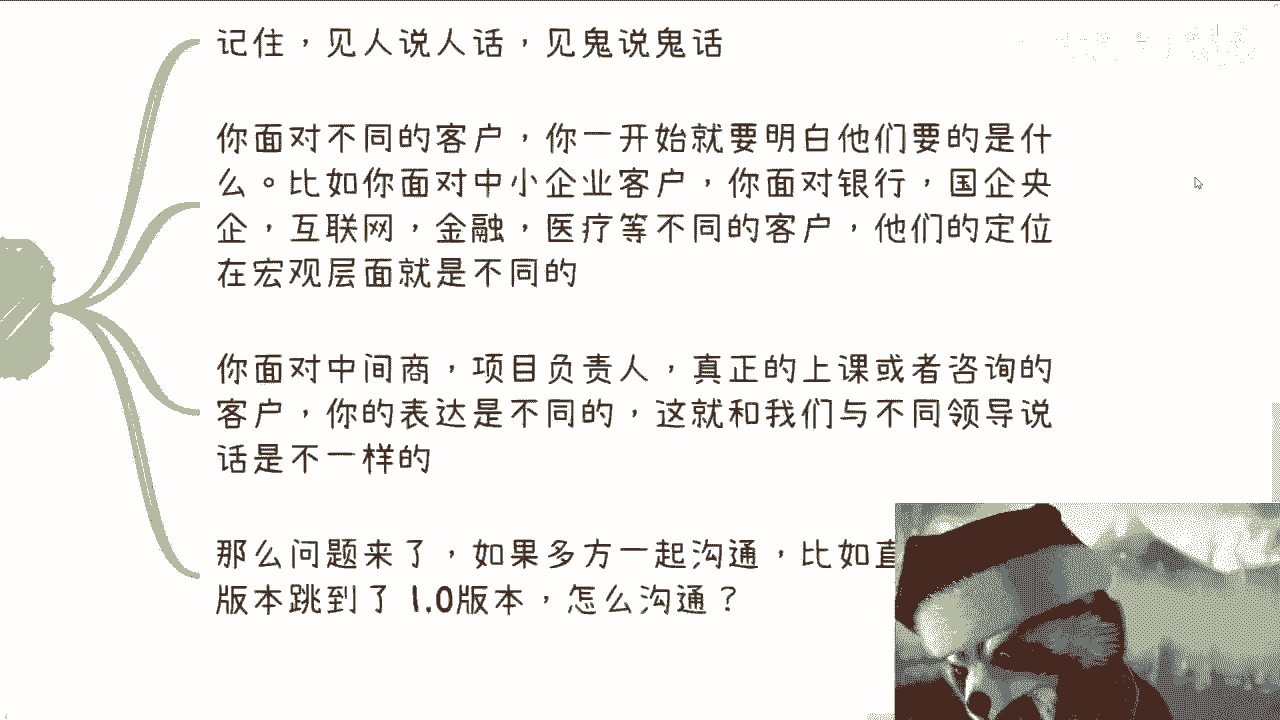 记住，见人说人话，见鬼说鬼话
你面对不同的客户，你一开始就要明白他们要的是什
么。比如你面对中小企业客户，你面对银行，国企央
企，互联网，金融，医疗等不同的客户，他们的定位
在宏观层面就是不同的
你面对中间商，项目负责人，真正的上课或者咨询的
客户，你的表达是不同的，这就和我们与不同领导说
话是不一样的
那么问题来了，如果多方一起沟通，比如
版本跳到了 1.0版本，怎么沟通？